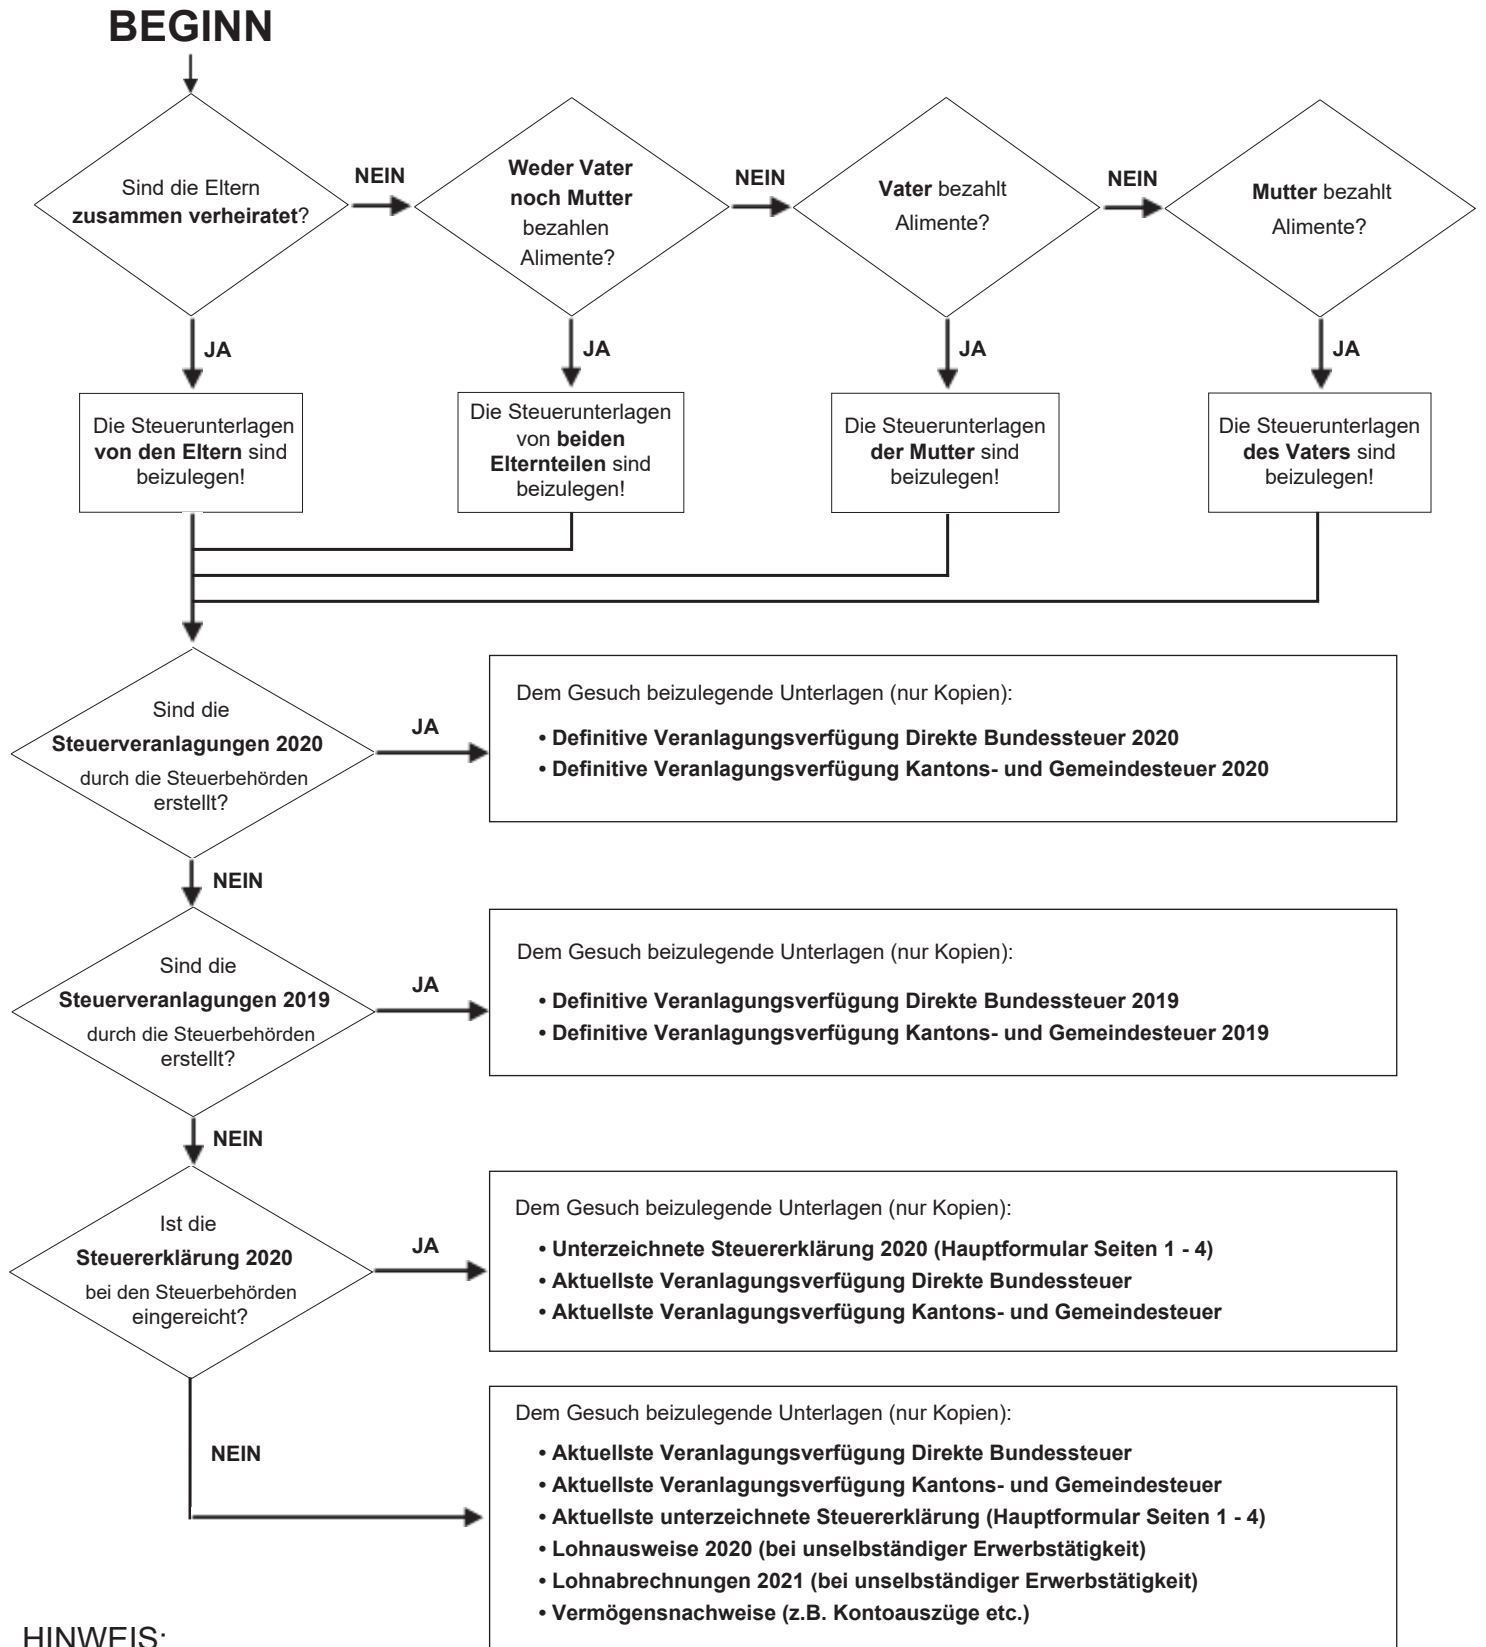 BEGINN
Sind die Eltern
zusammen verheiratet?
NEIN
Weder Vater
noch Mutter
bezahlen
Alimente?
NEIN
Vater bezahlt
Alimente?
NEIN
Mutter bezahlt
Alimente?
JA
JA
JA
JA
Die Steuerunterlagen
von den Eltern sind
beizulegen!
Die Steuerunterlagen
von beiden
Elternteilen sind
beizulegen!
Die Steuerunterlagen
der Mutter sind
beizulegen!
Die Steuerunterlagen
des Vaters sind
beizulegen!
Sind die
Steuerveranlagungen 2020
durch die Steuerbehörden
erstellt?
JA
Dem Gesuch beizulegende Unterlagen (nur Kopien):
• Definitive Veranlagungsverfügung Direkte Bundessteuer 2020
• Definitive Veranlagungsverfügung Kantons- und Gemeindesteuer 2020
NEIN
Sind die
Steuerveranlagungen 2019
durch die Steuerbehörden
erstellt?
JA
Dem Gesuch beizulegende Unterlagen (nur Kopien):
• Definitive Veranlagungsverfügung Direkte Bundessteuer 2019
• Definitive Veranlagungsverfügung Kantons- und Gemeindesteuer 2019
NEIN
Ist die
Steuererklärung 2020
bei den Steuerbehörden
eingereicht?
JA
Dem Gesuch beizulegende Unterlagen (nur Kopien):
• Unterzeichnete Steuererklärung 2020 (Hauptformular Seiten 1 - 4)
• Aktuellste Veranlagungsverfügung Direkte Bundessteuer
• Aktuellste Veranlagungsverfügung Kantons- und Gemeindesteuer
NEIN
Dem Gesuch beizulegende Unterlagen (nur Kopien):
• Aktuellste Veranlagungsverfügung Direkte Bundessteuer
• Aktuellste Veranlagungsverfügung Kantons- und Gemeindesteuer
• Aktuellste unterzeichnete Steuererklärung (Hauptformular Seiten 1 - 4)
• Lohnausweise 2020 (bei unselbständiger Erwerbstätigkeit)
• Lohnabrechnungen 2021 (bei unselbständiger Erwerbstätigkeit)
• Vermögensnachweise (z.B. Kontoauszüge etc.)
HINWEIS: